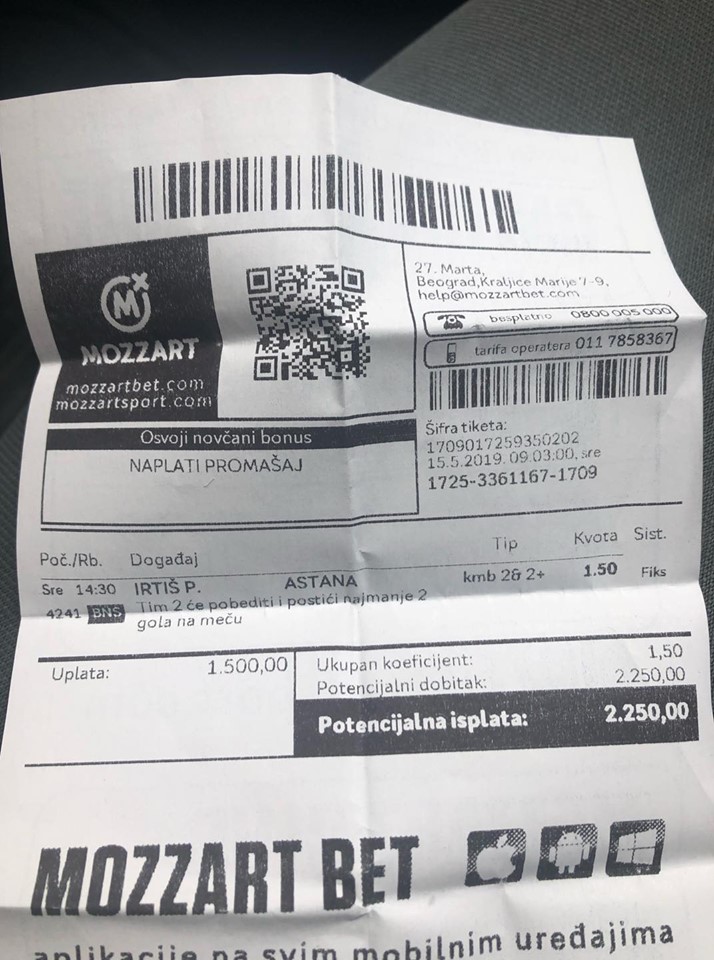 27. Marta,
Beograd,Kraljice Marije 7-9,
help@mozzartbet.com
besplatno 0800 005 000
tarifa operatera 011 7858367
MOZZART
mozzartbet.com
mozzartsport.com
Osvoji novčani bonus
NAPLATI PROMAŠAJ
Šifra tiketa:
1709017259350202
15.5.2019. 09:03:00, sre
1725-3361167-1709
Poč./Rb. Događaj Tip Kvota Sist.
Sre 14:30 IRTIŠ P. ASTANA kmb 2& 2+ 1.50 Fiks
4241 BNS Tim 2 će pobediti i postići najmanje 2
gola na meču
Uplata: 1.500,00
Ukupan koeficijent: 1,50
Potencijalni dobitak: 2.250,00
Potencijalna isplata: 2.250,00
MOZZART BET
aplikacije na svim mobilnim uređajima